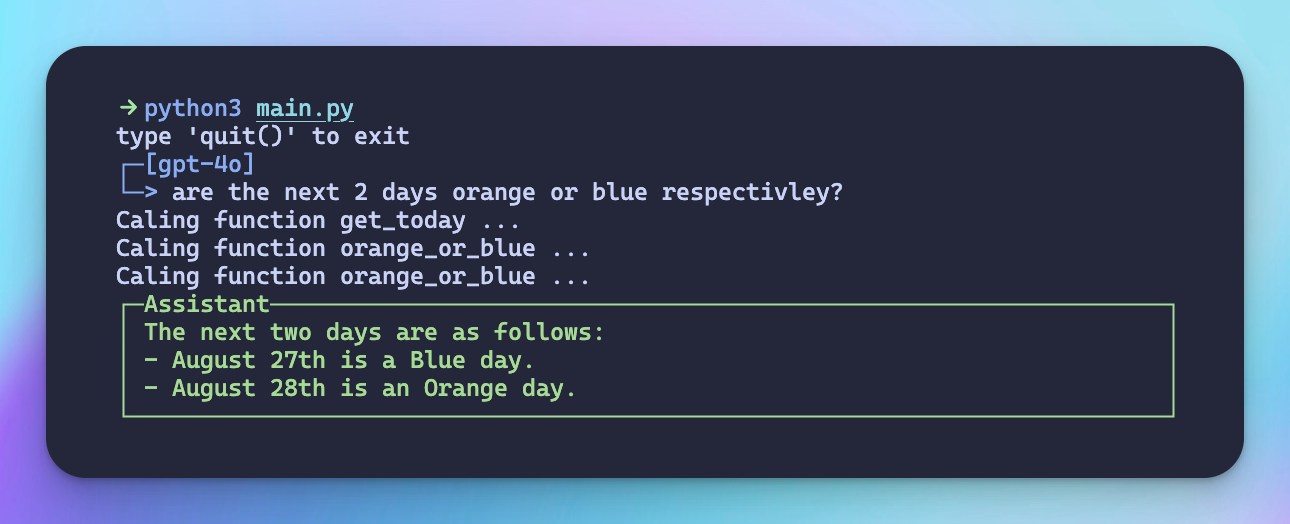 → python3 main.py
type 'quit()' to exit
┌─[gpt-4o]
└─> are the next 2 days orange or blue respectivley?
Caling function get_today ...
Caling function orange_or_blue ...
Caling function orange_or_blue ...
Assistant
The next two days are as follows:
- August 27th is a Blue day.
- August 28th is an Orange day.